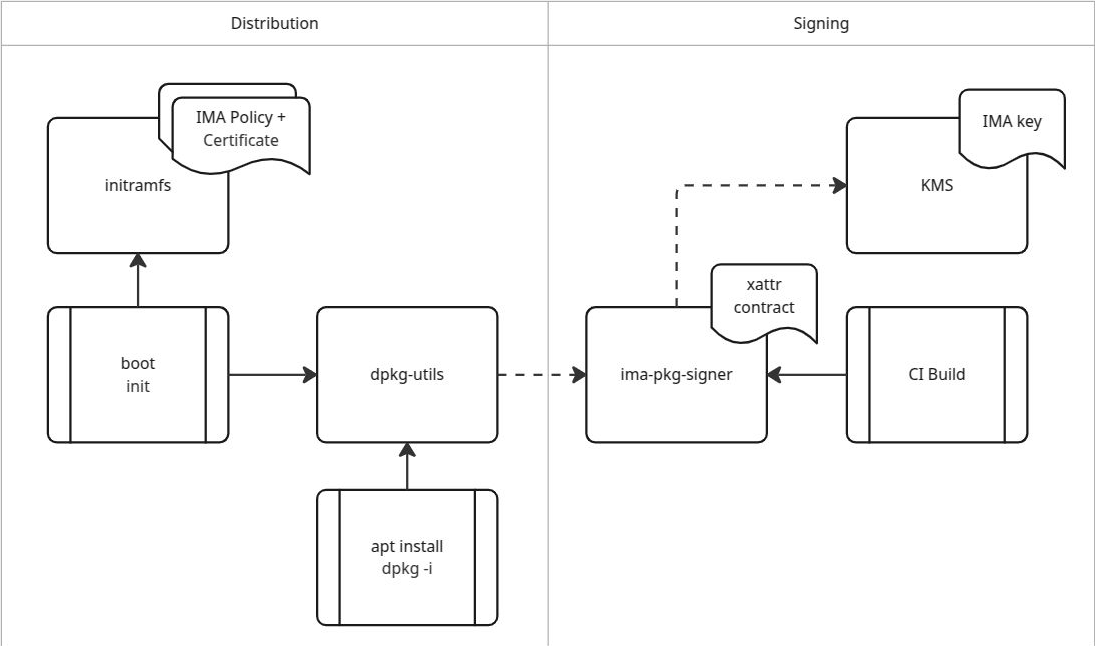 Distribution
Signing
IMA Policy +
Certificate
IMA key
initramfs
KMS
xattr
contract
boot
init
dpkg-utils
ima-pkg-signer
CI Build
apt install
dpkg -i